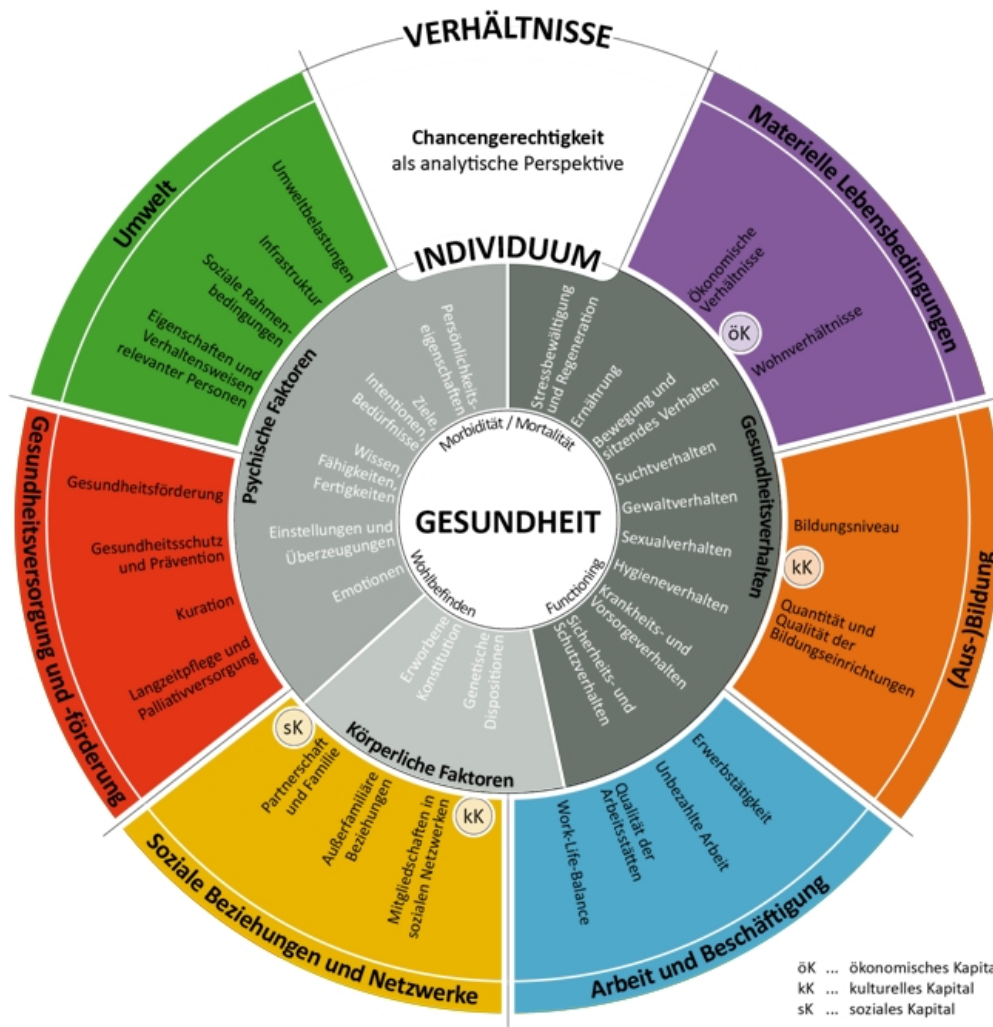 VERHÄLTNISSE
Chancengerechtigkeit
als analytische Perspektive
INDIVIDUUM
Materielle Lebensbedingungen
Ökonomische
Verhältnisse
öK
Wohnverhältnisse
(Aus-)Bildung
Bildungsniveau
kK
Quantität und
Qualität der
Bildungseinrichtungen
Arbeit und Beschäftigung
Erwerbstätigkeit
Unbezahlte Arbeit
Qualität der
Arbeitsstätten
Work-Life-Balance
Soziale Beziehungen und Netzwerke
kK
Mitgliedschaften in
sozialen Netzwerken
Außerfamiliäre
Beziehungen
Partnerschaft
und Familie
sK
Gesundheitsversorgung und -förderung
Gesundheitsförderung
Gesundheitsschutz
und Prävention
Kuration
Langzeitpflege und
Palliativversorgung
Umwelt
Umweltbelastungen
Infrastruktur
Soziale Rahmen-
bedingungen
Eigenschaften und
Verhaltensweisen
relevanter Personen
Gesundheitsverhalten
Stressbewältigung
und Regeneration
Ernährung
Bewegung und
sitzendes Verhalten
Suchtverhalten
Gewaltverhalten
Sexualverhalten
Hygieneverhalten
Krankheits- und
Vorsorgeverhalten
Sicherheits- und
Schutzverhalten
Körperliche Faktoren
Genetische
Dispositionen
Erworbene
Konstitution
Psychische Faktoren
Persönlichkeits-
eigenschaften
Ziele,
Intentionen,
Bedürfnisse
Wissen,
Fähigkeiten,
Fertigkeiten
Einstellungen und
Überzeugungen
Emotionen
Morbidität / Mortalität
GESUNDHEIT
Wohlbefinden
Functioning
öK ... ökonomisches Kapita
kK ... kulturelles Kapital
sK ... soziales Kapital